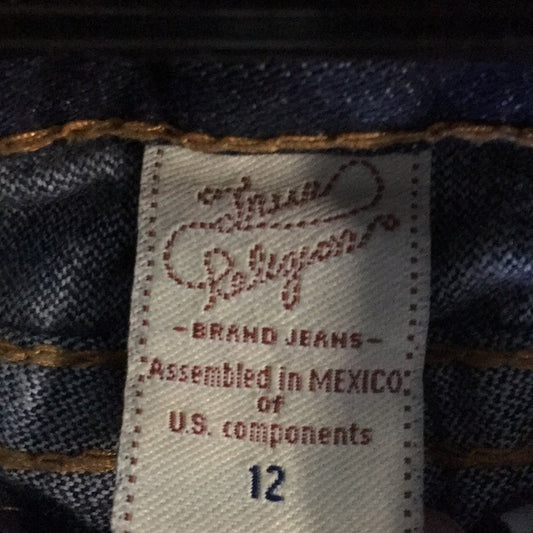 True
Religion
- BRAND JEANS -
Assembled in MEXICO
of
U.S. components
12